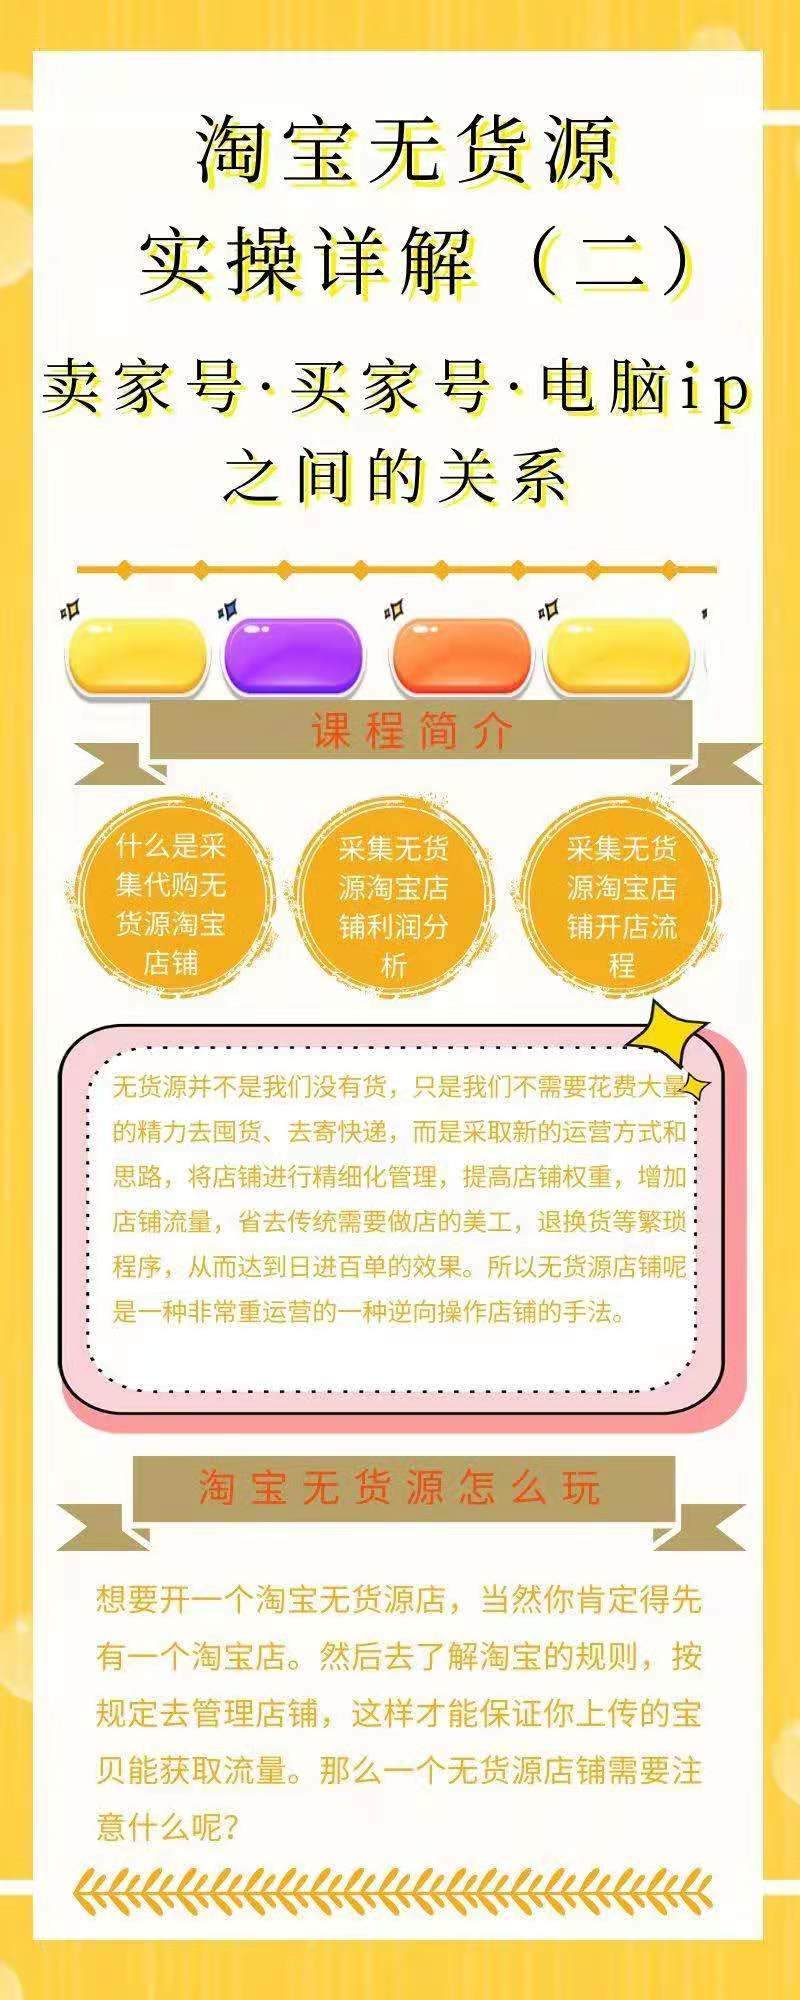 淘宝无货源
实操详解（二）
卖家号·买家号·电脑ip
之间的关系
课程简介
什么是采
集代购无
货源淘宝
店铺
采集无货
源淘宝店
铺利润分
析
采集无货
源淘宝店
铺开店流
程
无货源并不是我们没有货，只是我们不需要花费大量
的精力去囤货、去寄快递，而是采取新的运营方式和
思路，将店铺进行精细化管理，提高店铺权重，增加
店铺流量，省去传统需要做店的美工，退换货等繁琐
程序，从而达到日进百单的效果。所以无货源店铺呢
是一种非常重运营的一种逆向操作店铺的手法。
淘宝无货源怎么玩
想要开一个淘宝无货源店，当然你肯定得先
有一个淘宝店。然后去了解淘宝的规则，按
规定去管理店铺，这样才能保证你上传的宝
贝能获取流量。那么一个无货源店铺需要注
意什么呢？